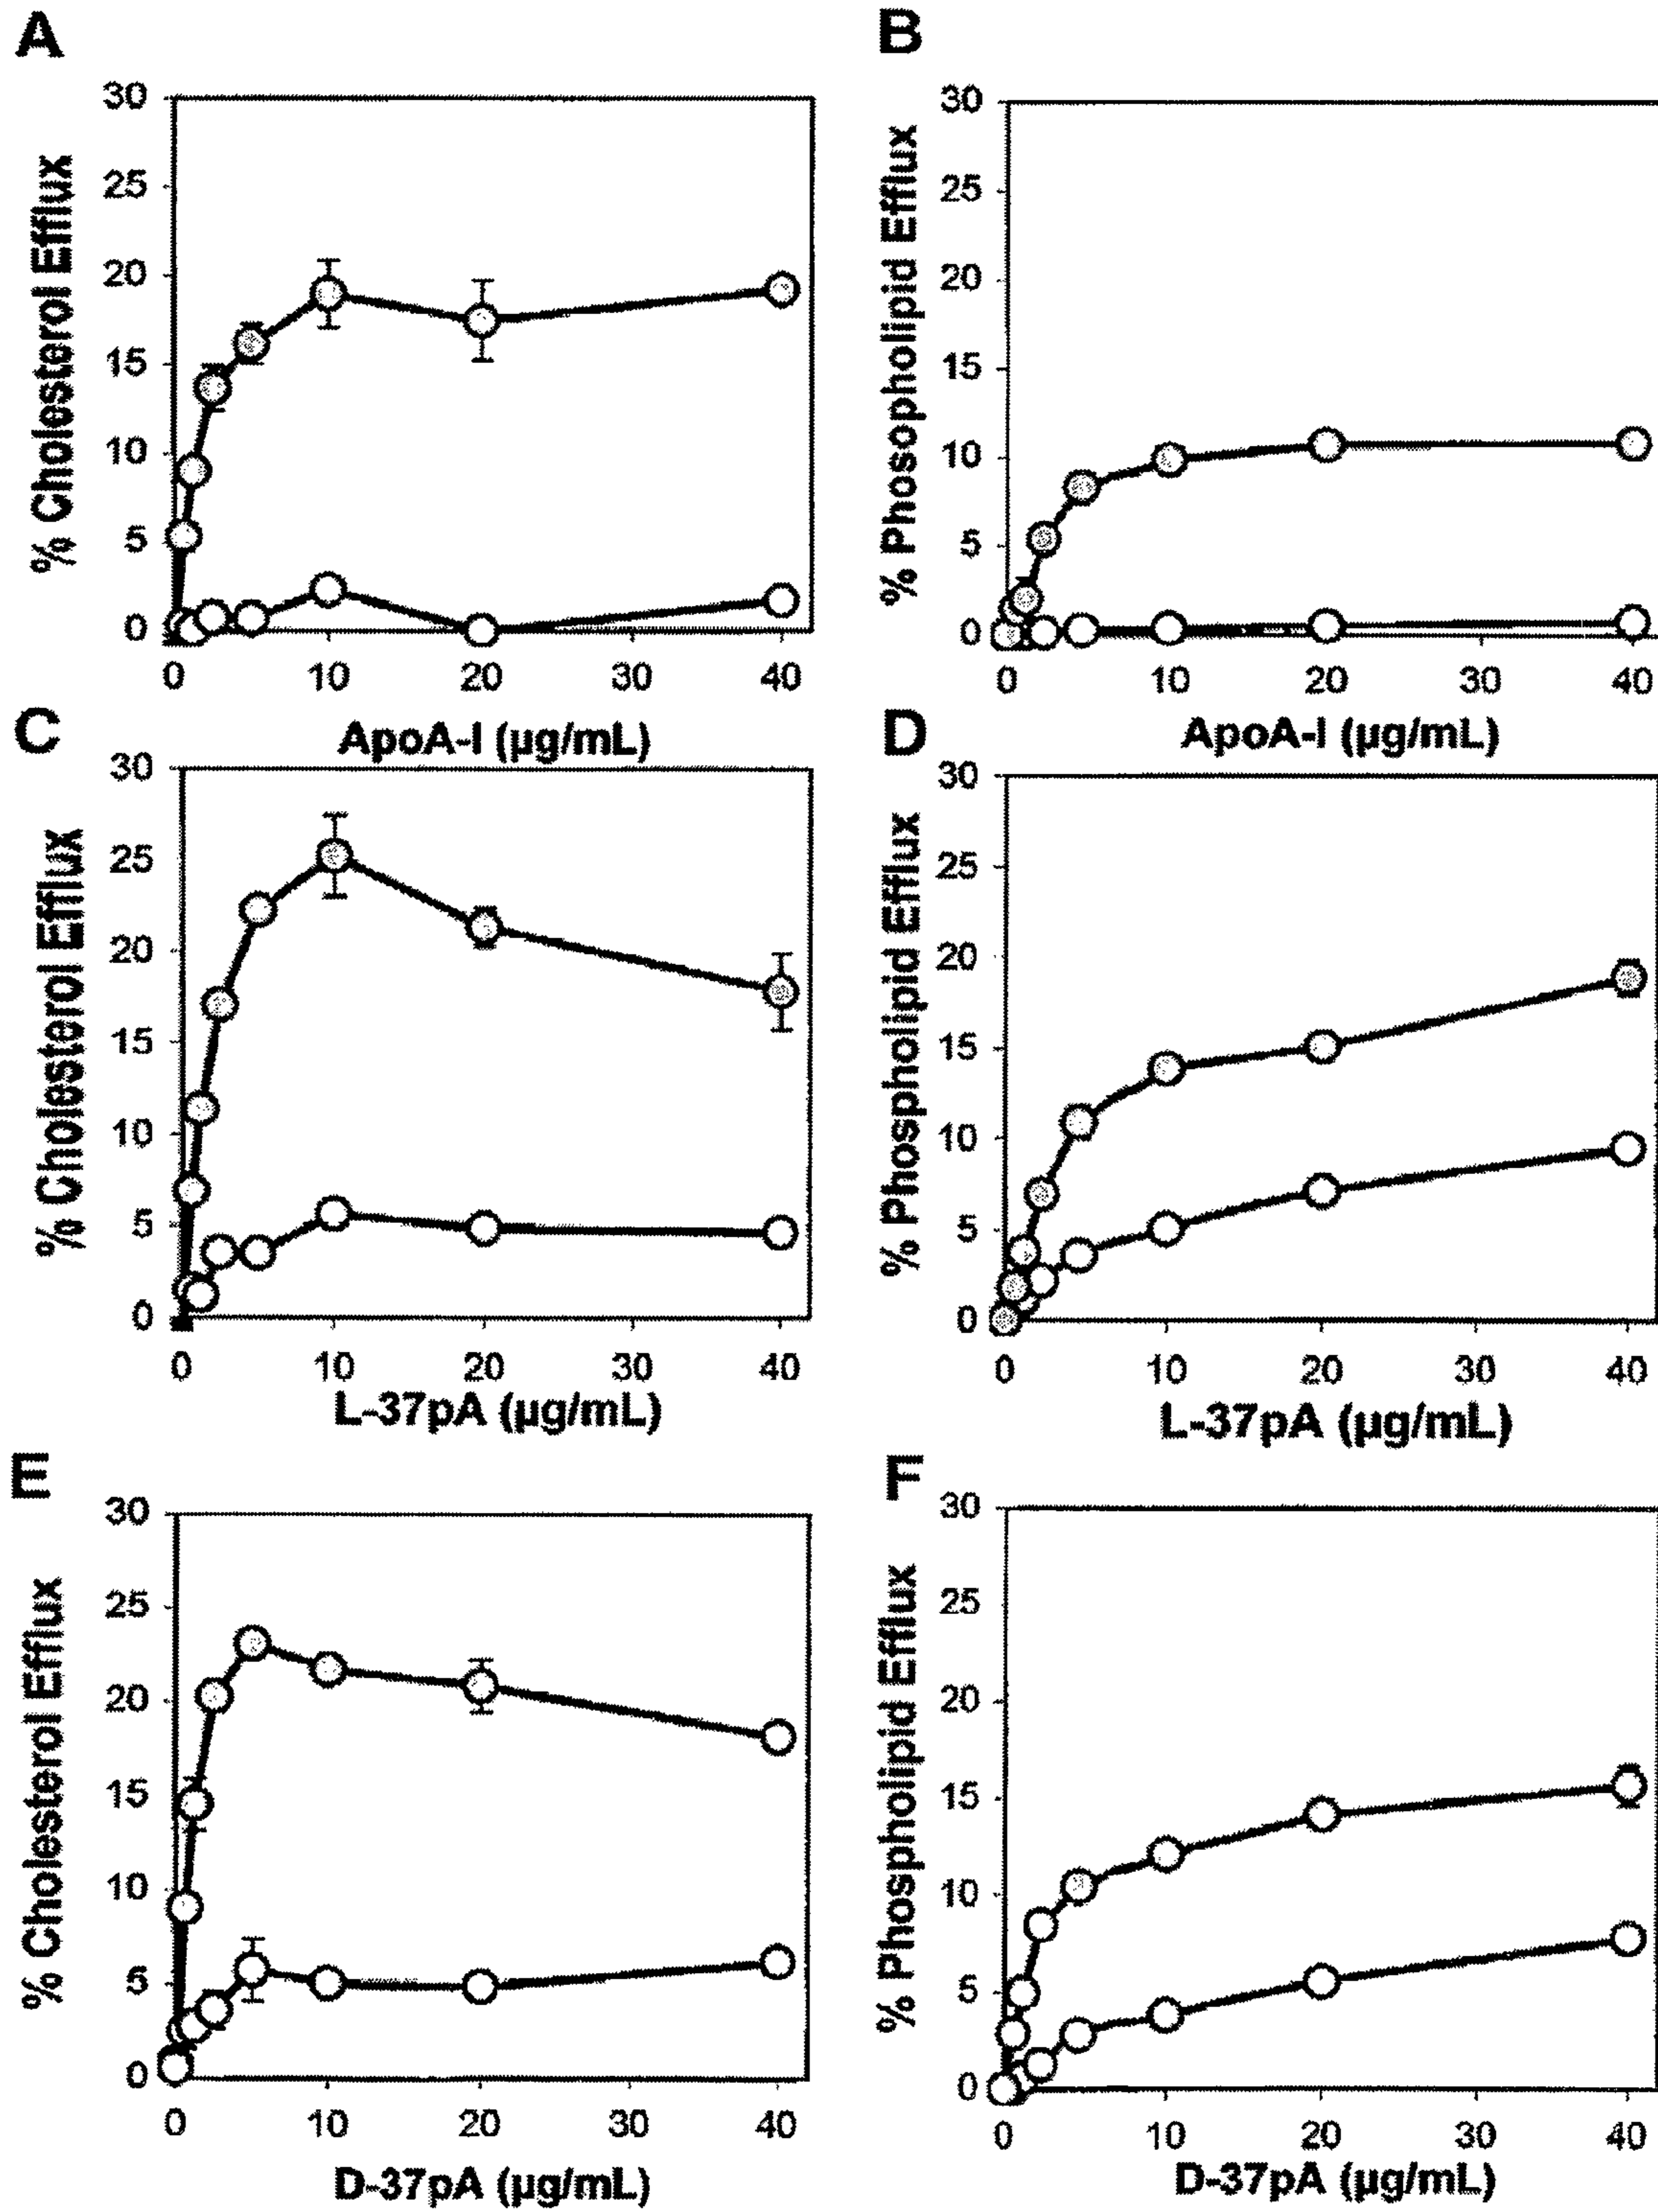 A
B
30
25
20
15
10
5
0
% Cholesterol Efflux
0 10 20 30 40
ApoA-I (µg/mL)
30
25
20
15
10
5
0
% Phosopholipid Efflux
0 10 20 30 40
ApoA-I (µg/mL)
C
D
30
25
20
15
10
5
0
% Cholesterol Efflux
0 10 20 30 40
L-37pA (µg/mL)
30
25
20
15
10
5
0
% Phospholipid Efflux
0 10 20 30 40
L-37pA (µg/mL)
E
F
30
25
20
15
10
5
0
% Cholesterol Efflux
0 10 20 30 40
D-37pA (µg/mL)
30
25
20
15
10
5
0
% Phospholipid Efflux
0 10 20 30 40
D-37pA (µg/mL)